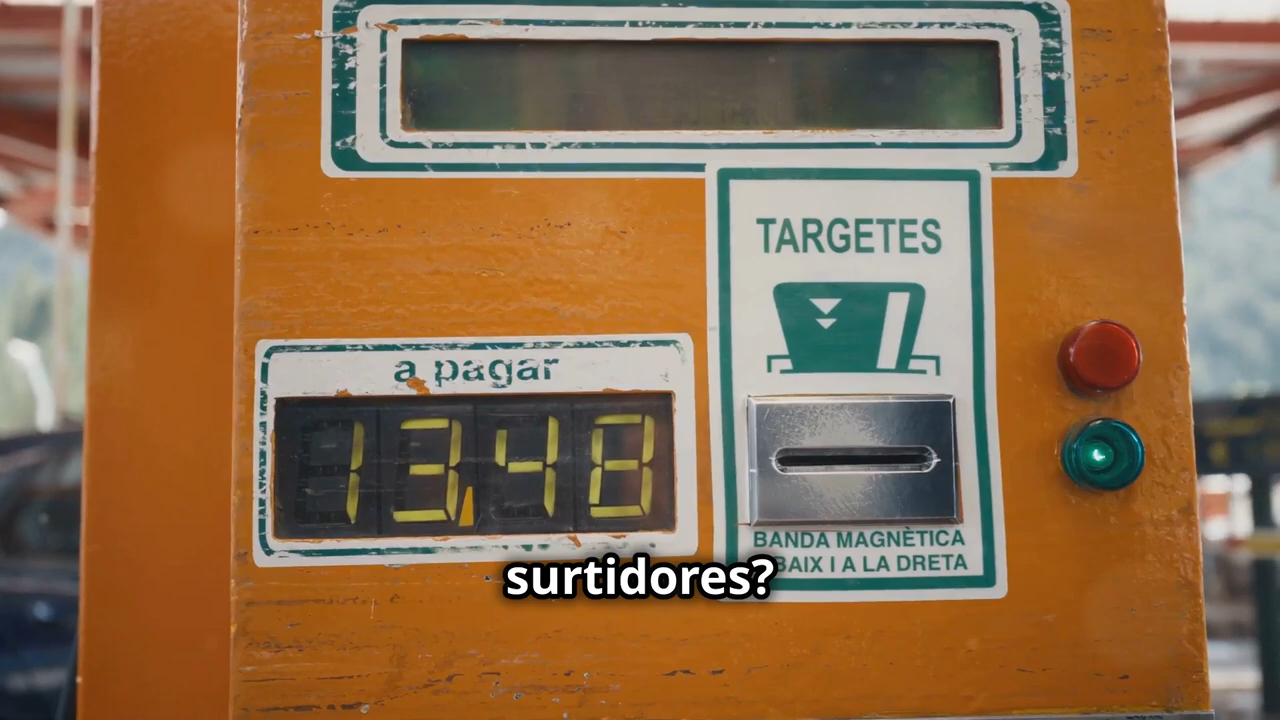 TARGETES
a pagar
13,48
BANDA MAGNÈTICA
BAIX I A LA DRETA
surtidores?